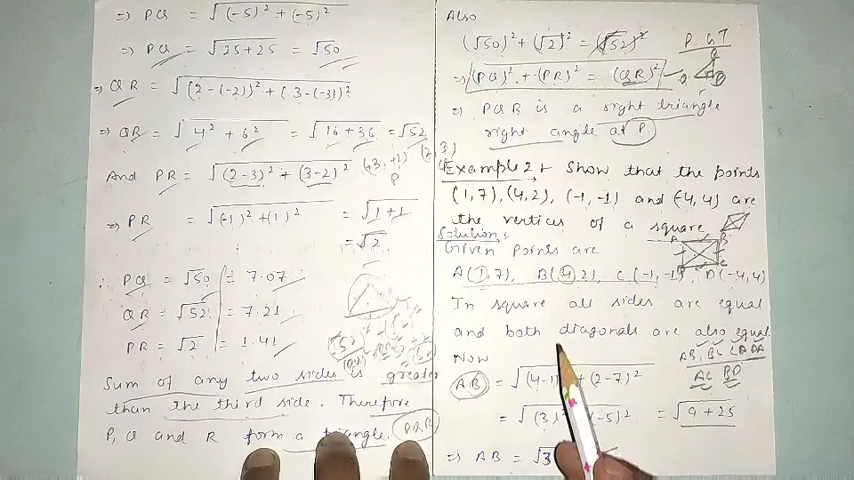 ⇒ PQ = √(-5)² + (-5)²
⇒ PQ = √25+25 = √50
⇒ QR = √(2-(-2))² + (3-(-3))²
⇒ QR = √4² + 6² = √16 + 36 = √52
And PR = √(2-3)² + (3-2)²
P
⇒ PR = √(-1)² + (1)² = √1+1
= √2
∴ PQ = √50 = 7.07
QR = √52 = 7.21
PR = √2 = 1.41
Sum of any two sides is greater
than the third side. Therefore
P, Q and R form a triangle. PQR
Also
(√50)² + (√2)² = (√52)² P.G.T
⇒ (PQ)² + (PR)² = (QR)²
⇒ PQR is a right triangle
right angle at P.
Example 2 Show that the points
(1,7), (4,2), (-1,-1) and (-4,4) are
the vertices of a square
Solution:
Given Points are
A(1,7), B(4,2), C(-1,-1), D(-4,4)
In square all sides are equal
and both diagonals are also equal
Now
AC BD
AB = √(4-1)² + (2-7)²
= √(3)² (-5)² = √9+25
⇒ AB = √3